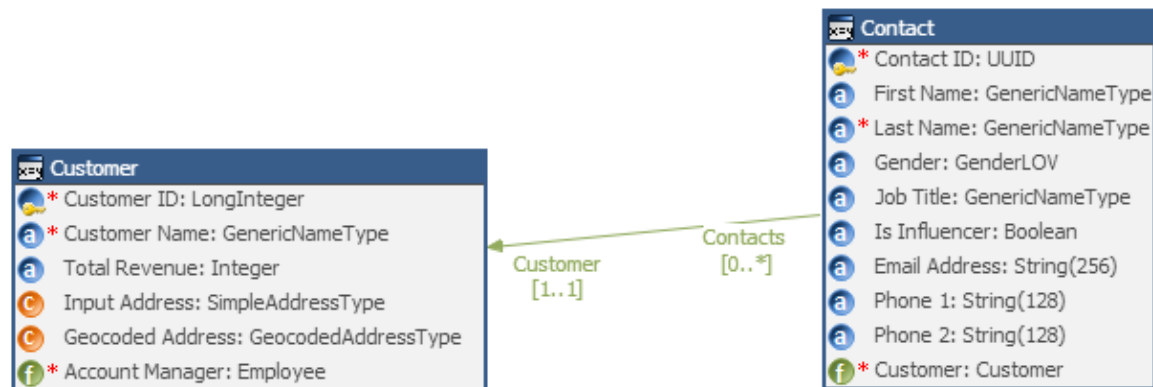 Customer
* Customer ID: LongInteger
* Customer Name: GenericNameType
Total Revenue: Integer
Input Address: SimpleAddressType
Geocoded Address: GeocodedAddressType
* Account Manager: Employee
Customer
[1..1]
Contacts
[0..*]
Contact
* Contact ID: UUID
First Name: GenericNameType
* Last Name: GenericNameType
Gender: GenderLOV
Job Title: GenericNameType
Is Influencer: Boolean
Email Address: String(256)
Phone 1: String(128)
Phone 2: String(128)
* Customer: Customer